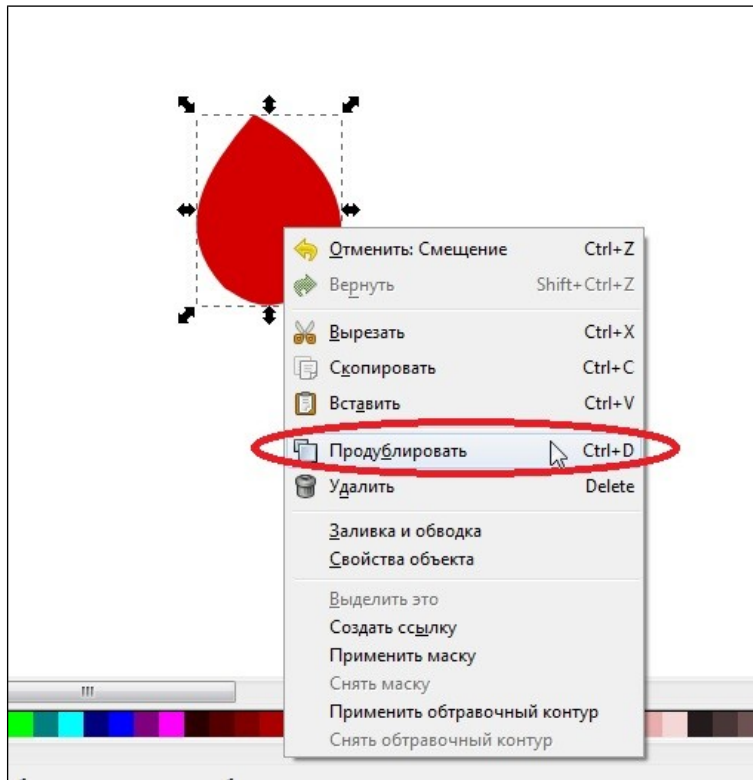 Отменить: Смещение Ctrl+Z
Вернуть Shift+Ctrl+Z
Вырезать Ctrl+X
Скопировать Ctrl+C
Вставить Ctrl+V
Продублировать Ctrl+D
Удалить Delete
Заливка и обводка
Свойства объекта
Выделить это
Создать ссылку
Применить маску
Снять маску
Применить обтравочный контур
Снять обтравочный контур